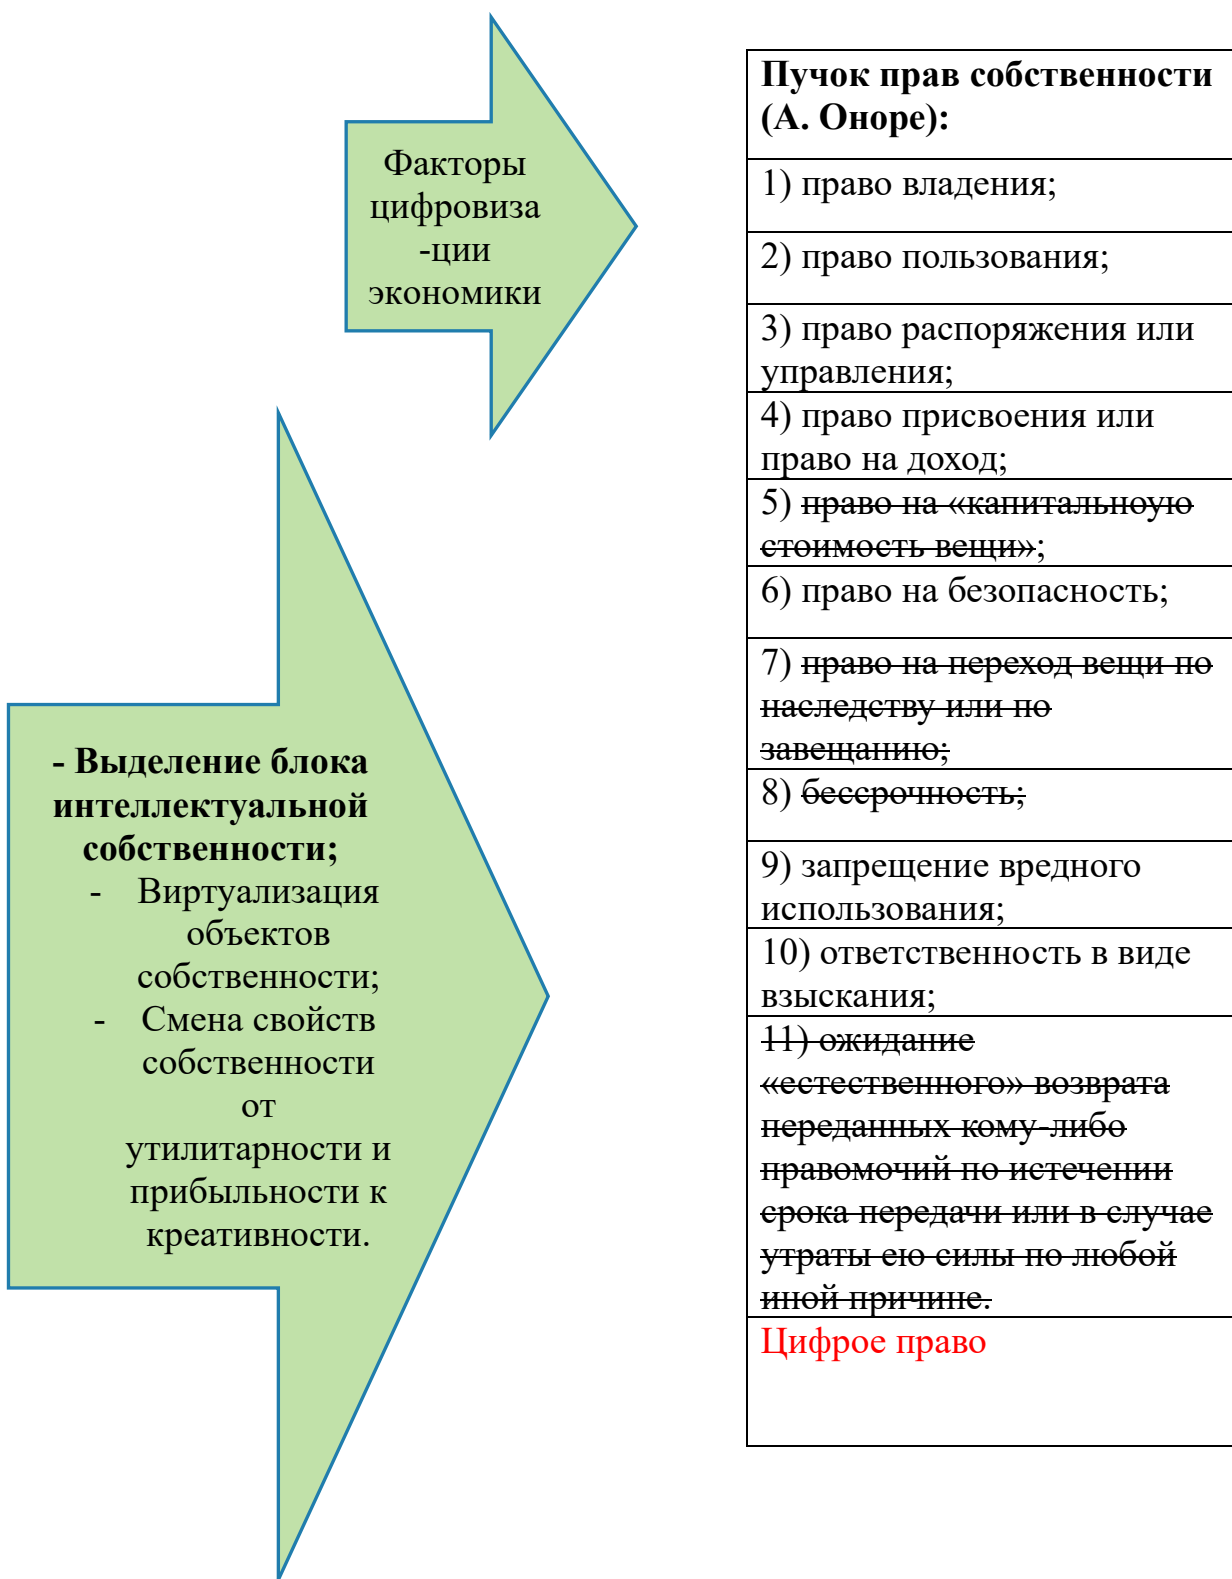 Факторы
цифровиза
-ции
экономики
- Выделение блока
интеллектуальной
собственности;
- Виртуализация
объектов
собственности;
- Смена свойств
собственности
от
утилитарности и
прибыльности к
креативности.
Пучок прав собственности
(А. Оноре):
1) право владения;
2) право пользования;
3) право распоряжения или
управления;
4) право присвоения или
право на доход;
5) право на «капитальноую
стоимость вещи»;
6) право на безопасность;
7) право на переход вещи по
наследству или по
завещанию;
8) бессрочность;
9) запрещение вредного
использования;
10) ответственность в виде
взыскания;
11) ожидание
«естественного» возврата
переданных кому-либо
правомочий по истечении
срока передачи или в случае
утраты ею силы по любой
иной причине.
Цифрое право